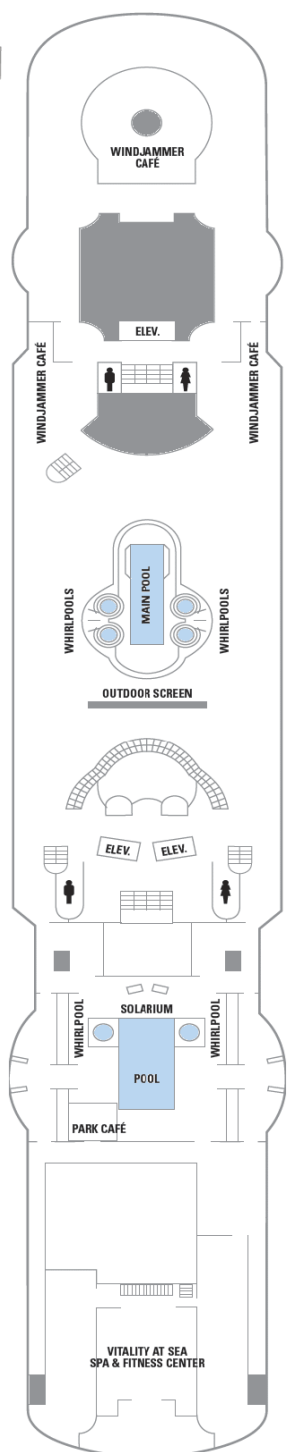 WINDJAMMER
CAFÉ
ELEV.
WINDJAMMER CAFÉ
WINDJAMMER CAFÉ
MAIN POOL
WHIRLPOOLS
WHIRLPOOLS
OUTDOOR SCREEN
ELEV.
ELEV.
SOLARIUM
WHIRLPOOL
WHIRLPOOL
POOL
PARK CAFÉ
VITALITY AT SEA
SPA & FITNESS CENTER